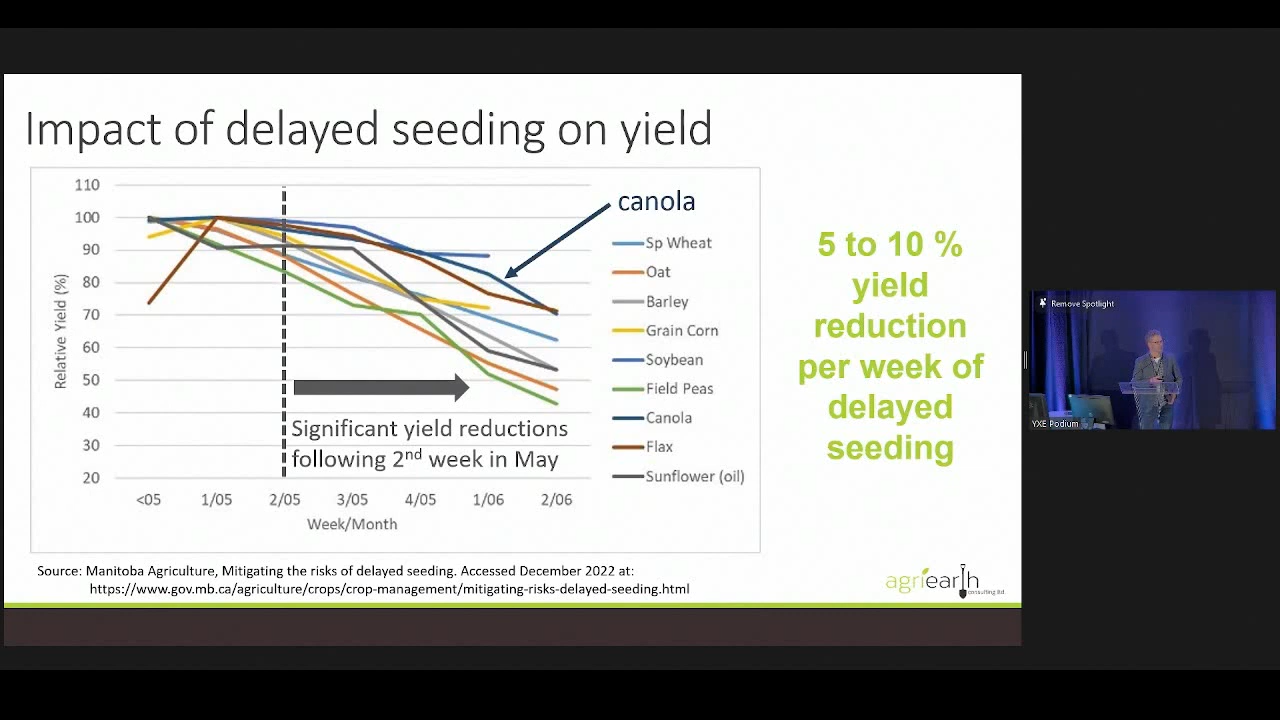 Impact of delayed seeding on yield
110
100
90
80
70
60
50
40
30
20
Relative Yield (%)
<05
1/05
2/05
3/05
4/05
1/06
2/06
Week/Month
Significant yield reductions
following 2nd week in May
canola
Sp Wheat
Oat
Barley
Grain Corn
Soybean
Field Peas
Canola
Flax
Sunflower (oil)
5 to 10 %
yield
reduction
per week of
delayed
seeding
Source: Manitoba Agriculture, Mitigating the risks of delayed seeding. Accessed December 2022 at:
https://www.gov.mb.ca/agriculture/crops/crop-management/mitigating-risks-delayed-seeding.html
agriearth
consulting ltd.
Remove Spotlight
YXE Podium